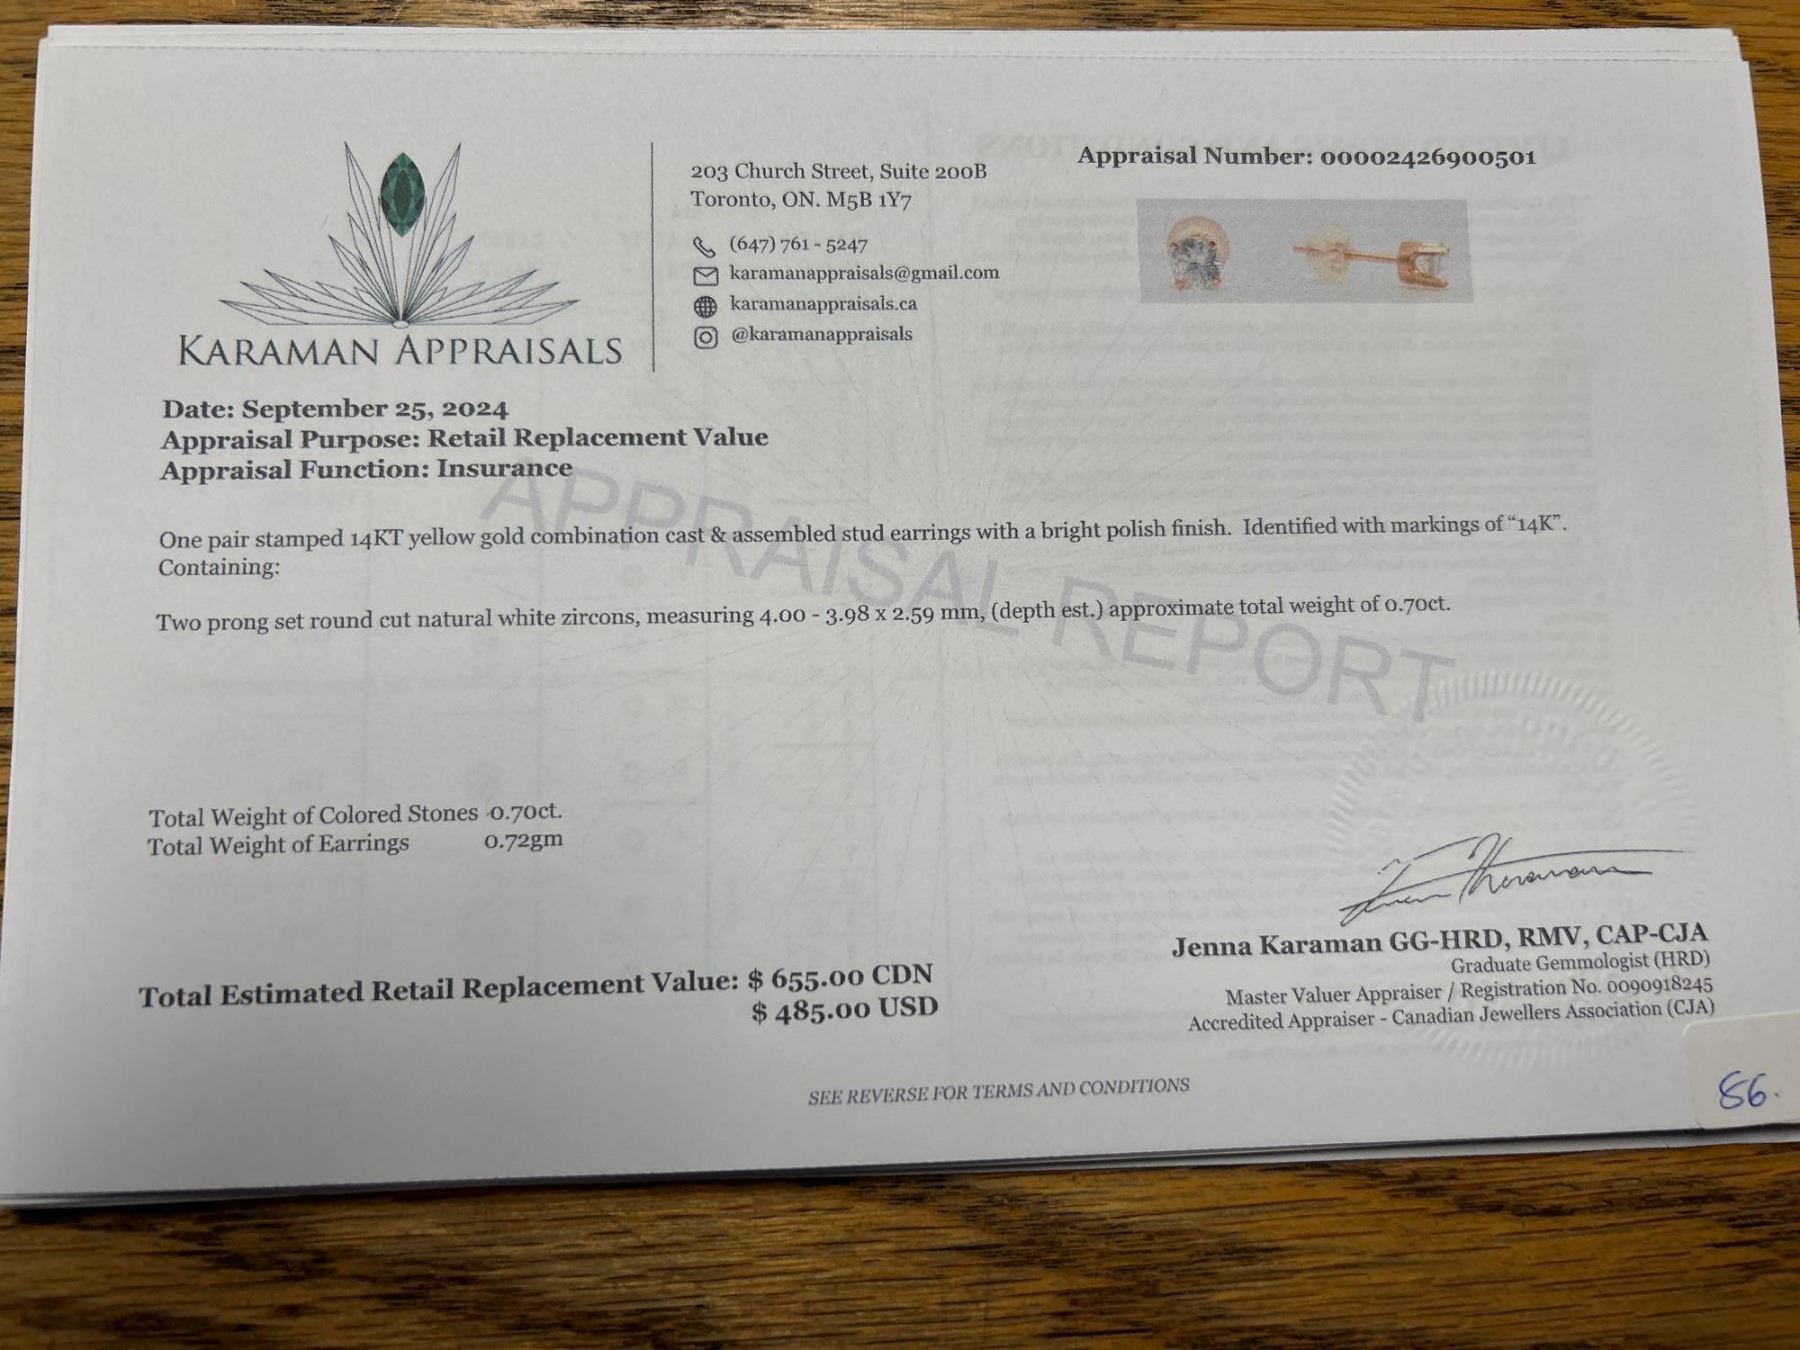 KARAMAN APPRAISALS
203 Church Street, Suite 200B
Toronto, ON. M5B 1Y7
(647) 761 - 5247
karamanappraisals@gmail.com
karamanappraisals.ca
@karamanappraisals
Appraisal Number: 00002426900501
Date: September 25, 2024
Appraisal Purpose: Retail Replacement Value
Appraisal Function: Insurance
APPRAISAL REPORT
One pair stamped 14KT yellow gold combination cast & assembled stud earrings with a bright polish finish. Identified with markings of “14K”.
Containing:
Two prong set round cut natural white zircons, measuring 4.00 - 3.98 x 2.59 mm, (depth est.) approximate total weight of 0.70ct.
Total Weight of Colored Stones 0.70ct.
Total Weight of Earrings 0.72gm
Total Estimated Retail Replacement Value: $ 655.00 CDN
$ 485.00 USD
Jenna Karaman GG-HRD, RMV, CAP-CJA
Graduate Gemmologist (HRD)
Master Valuer Appraiser / Registration No. 0090918245
Accredited Appraiser - Canadian Jewellers Association (CJA)
SEE REVERSE FOR TERMS AND CONDITIONS
86.